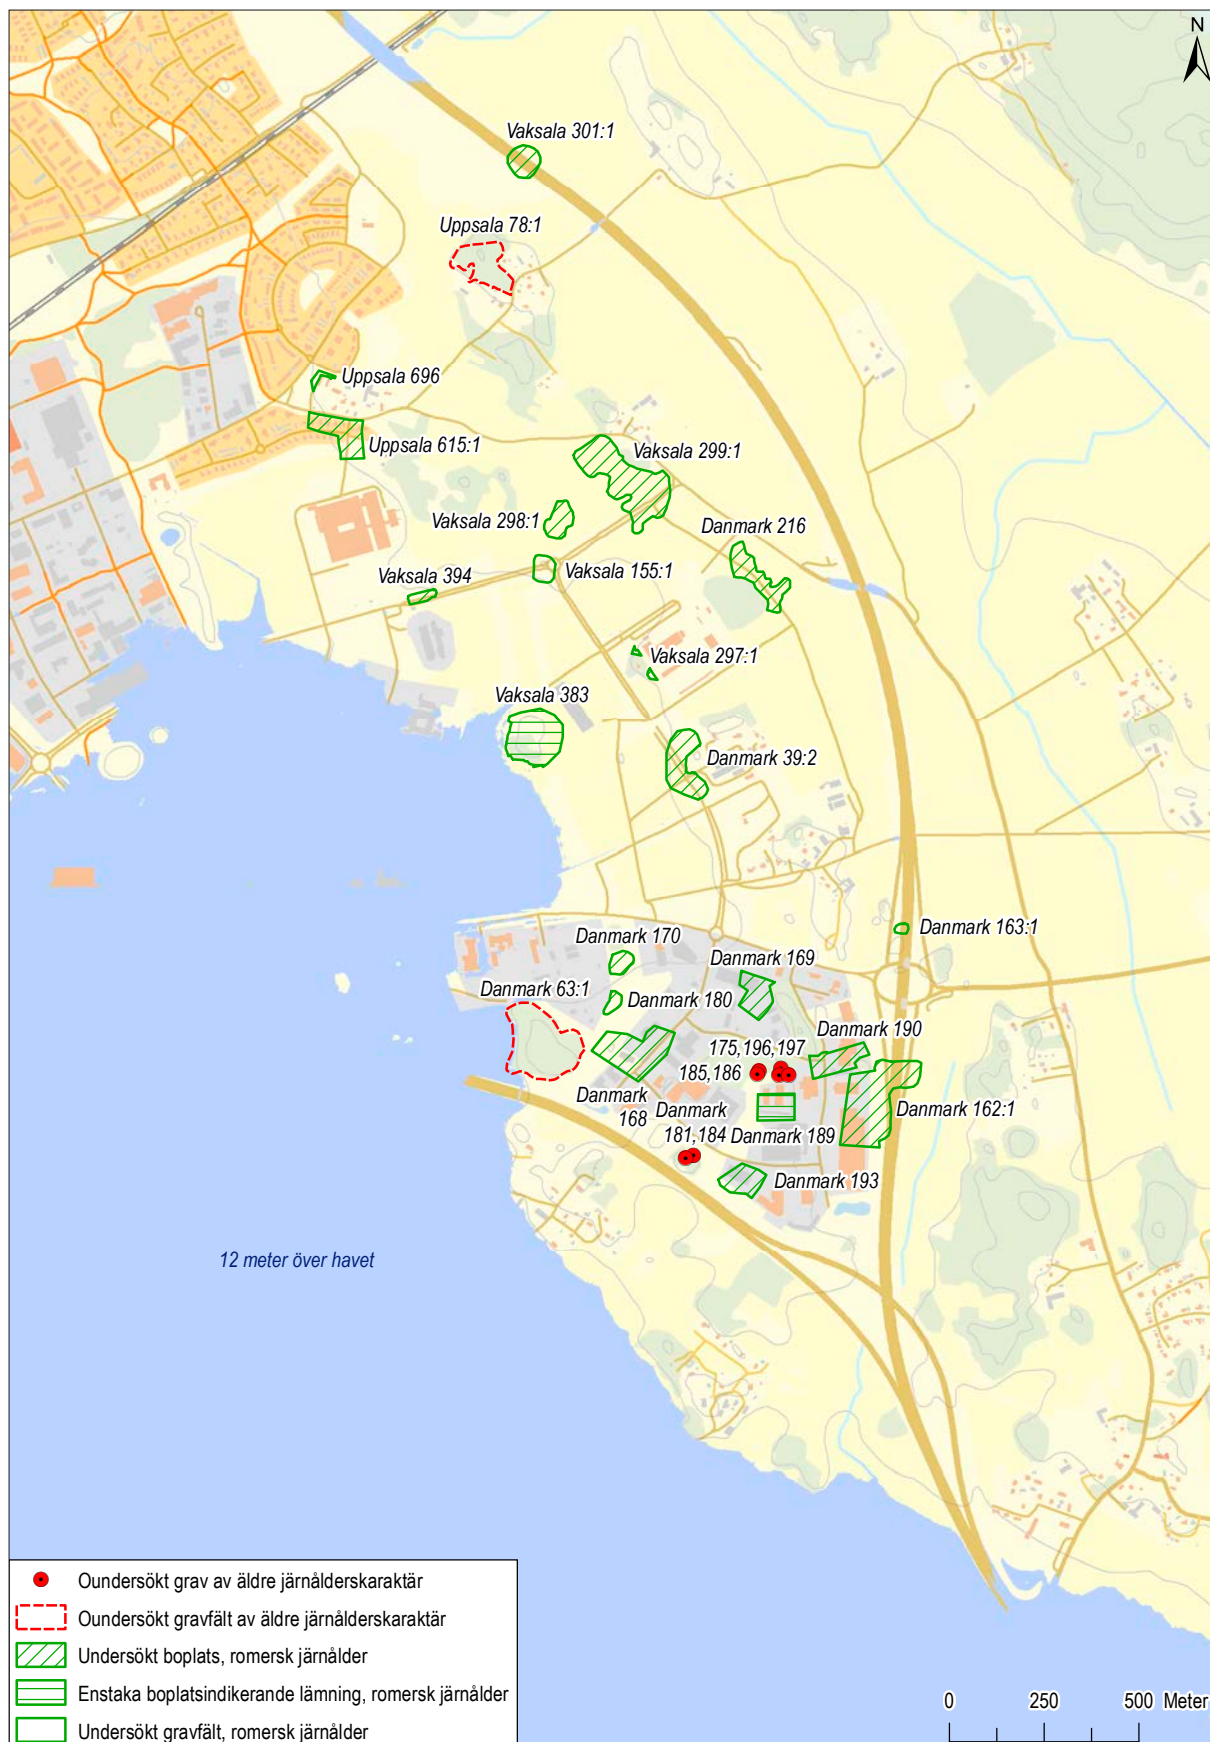 N
Vaksala 301:1
Uppsala 78:1
Uppsala 696
Uppsala 615:1
Vaksala 299:1
Vaksala 298:1
Danmark 216
Vaksala 155:1
Vaksala 394
Vaksala 297:1
Vaksala 383
Danmark 39:2
Danmark 163:1
Danmark 170
Danmark 169
Danmark 63:1
Danmark 180
Danmark 190
175,196,197
185,186
Danmark
168
Danmark
181,184
Danmark 189
Danmark 162:1
Danmark 193
12 meter över havet
Oundersökt grav av äldre järnålderskaraktär
Oundersökt gravfält av äldre järnålderskaraktär
Undersökt boplats, romersk järnålder
Enstaka boplatsindikerande lämning, romersk järnålder
Undersökt gravfält, romersk järnålder
0 250 500 Meter